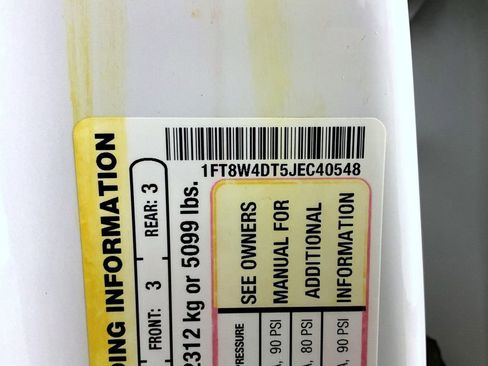 1FT8W4DT5JEC40548
DING INFORMATION
FRONT: 3 REAR: 3
2312 kg or 5099 lbs.
PRESSURE
SEE OWNERS
MANUAL FOR
ADDITIONAL
INFORMATION
A, 90 PSI
A, 80 PSI
A, 90 PSI